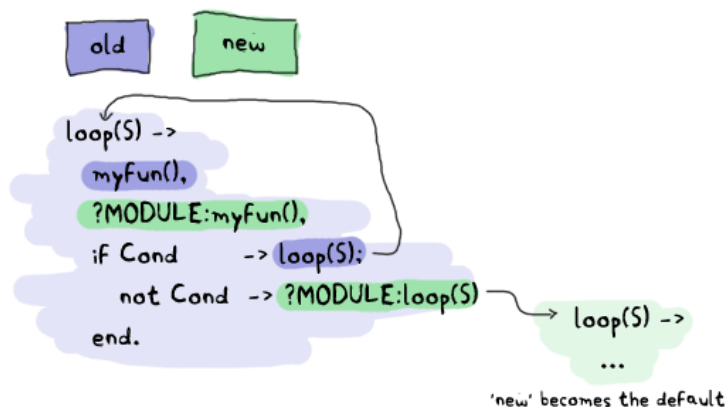 old
new
loop(S) ->
myFun(),
?MODULE:myFun(),
if Cond -> loop(S);
not Cond -> ?MODULE:loop(S)
end.
loop(S) ->
...
'new' becomes the default